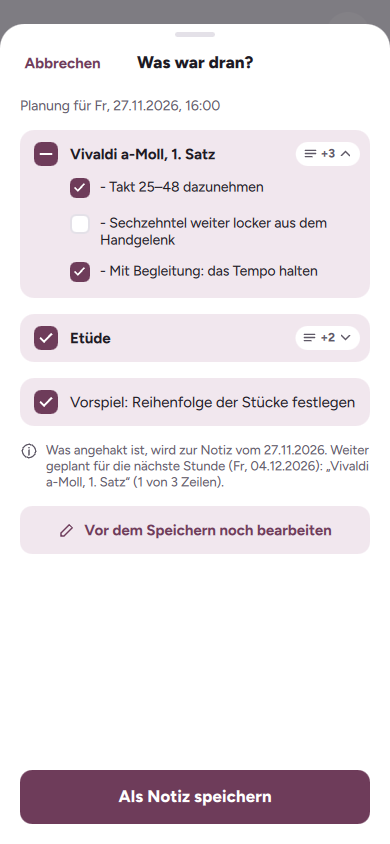 Abbrechen
Was war dran?
Planung für Fr, 27.11.2026, 16:00
Vivaldi a-Moll, 1. Satz
+3
- Takt 25–48 dazunehmen
- Sechzehntel weiter locker aus dem
Handgelenk
- Mit Begleitung: das Tempo halten
Etüde
+2
Vorspiel: Reihenfolge der Stücke festlegen
Was angehakt ist, wird zur Notiz vom 27.11.2026. Weiter
geplant für die nächste Stunde (Fr, 04.12.2026): „Vivaldi
a-Moll, 1. Satz“ (1 von 3 Zeilen).
Vor dem Speichern noch bearbeiten
Als Notiz speichern